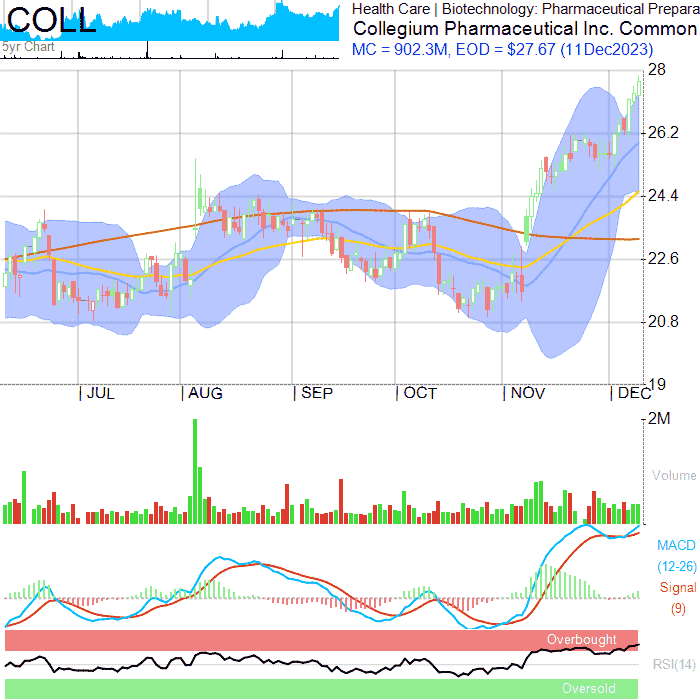 COLL
5yr Chart
Health Care | Biotechnology: Pharmaceutical Prepara
Collegium Pharmaceutical Inc. Common
MC = 902.3M, EOD = $27.67 (11Dec2023)
28
26.2
24.4
22.6
20.8
19
JUL
AUG
SEP
OCT
NOV
DEC
2M
Volume
MACD
(12-26)
Signal
(9)
Overbought
RSI(14)
Oversold